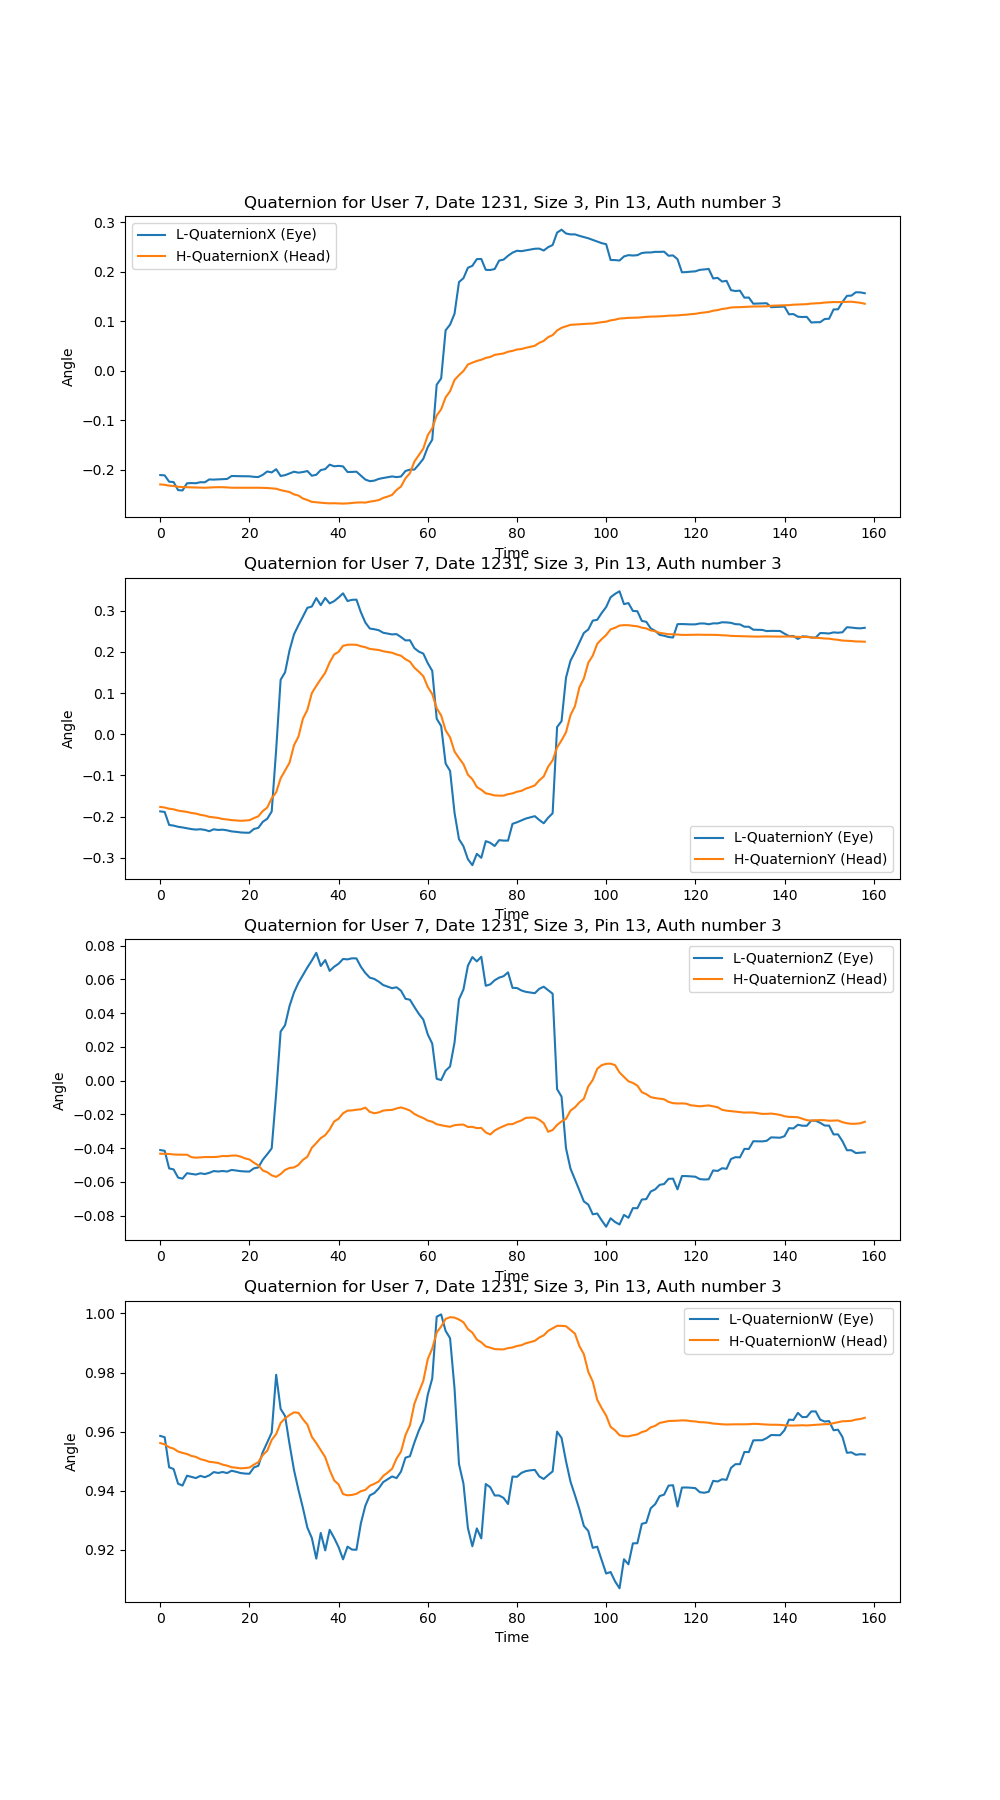 Quaternion for User 7, Date 1231, Size 3, Pin 13, Auth number 3
L-QuaternionX (Eye)
H-QuaternionX (Head)
Angle
0.3
0.2
0.1
0.0
−0.1
−0.2
0 20 40 60 80 100 120 140 160
Time
Quaternion for User 7, Date 1231, Size 3, Pin 13, Auth number 3
Angle
0.3
0.2
0.1
0.0
−0.1
−0.2
−0.3
L-QuaternionY (Eye)
H-QuaternionY (Head)
0 20 40 60 80 100 120 140 160
Time
Quaternion for User 7, Date 1231, Size 3, Pin 13, Auth number 3
L-QuaternionZ (Eye)
H-QuaternionZ (Head)
Angle
0.08
0.06
0.04
0.02
0.00
−0.02
−0.04
−0.06
−0.08
0 20 40 60 80 100 120 140 160
Time
Quaternion for User 7, Date 1231, Size 3, Pin 13, Auth number 3
L-QuaternionW (Eye)
H-QuaternionW (Head)
Angle
1.00
0.98
0.96
0.94
0.92
0 20 40 60 80 100 120 140 160
Time